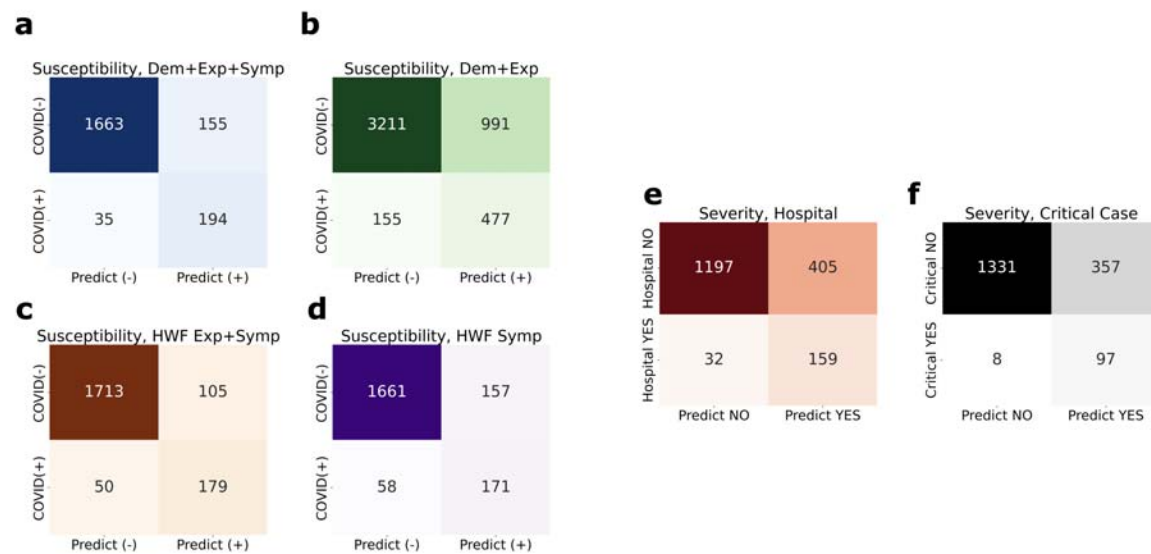 a
Susceptibility, Dem+Exp+Symp
COVID(-)
1663
155
COVID(+)
35
194
Predict (-)
Predict (+)
b
Susceptibility, Dem+Exp
COVID(-)
3211
991
COVID(+)
155
477
Predict (-)
Predict (+)
c
Susceptibility, HWF Exp+Symp
COVID(-)
1713
105
COVID(+)
50
179
Predict (-)
Predict (+)
d
Susceptibility, HWF Symp
COVID(-)
1661
157
COVID(+)
58
171
Predict (-)
Predict (+)
e
Severity, Hospital
Hospital NO
1197
405
Hospital YES
32
159
Predict NO
Predict YES
f
Severity, Critical Case
Critical NO
1331
357
Critical YES
8
97
Predict NO
Predict YES